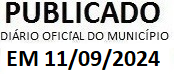 PUBLICADO
DIÁRIO OFICIAL DO MUNICÍPIO
EM 11/09/2024